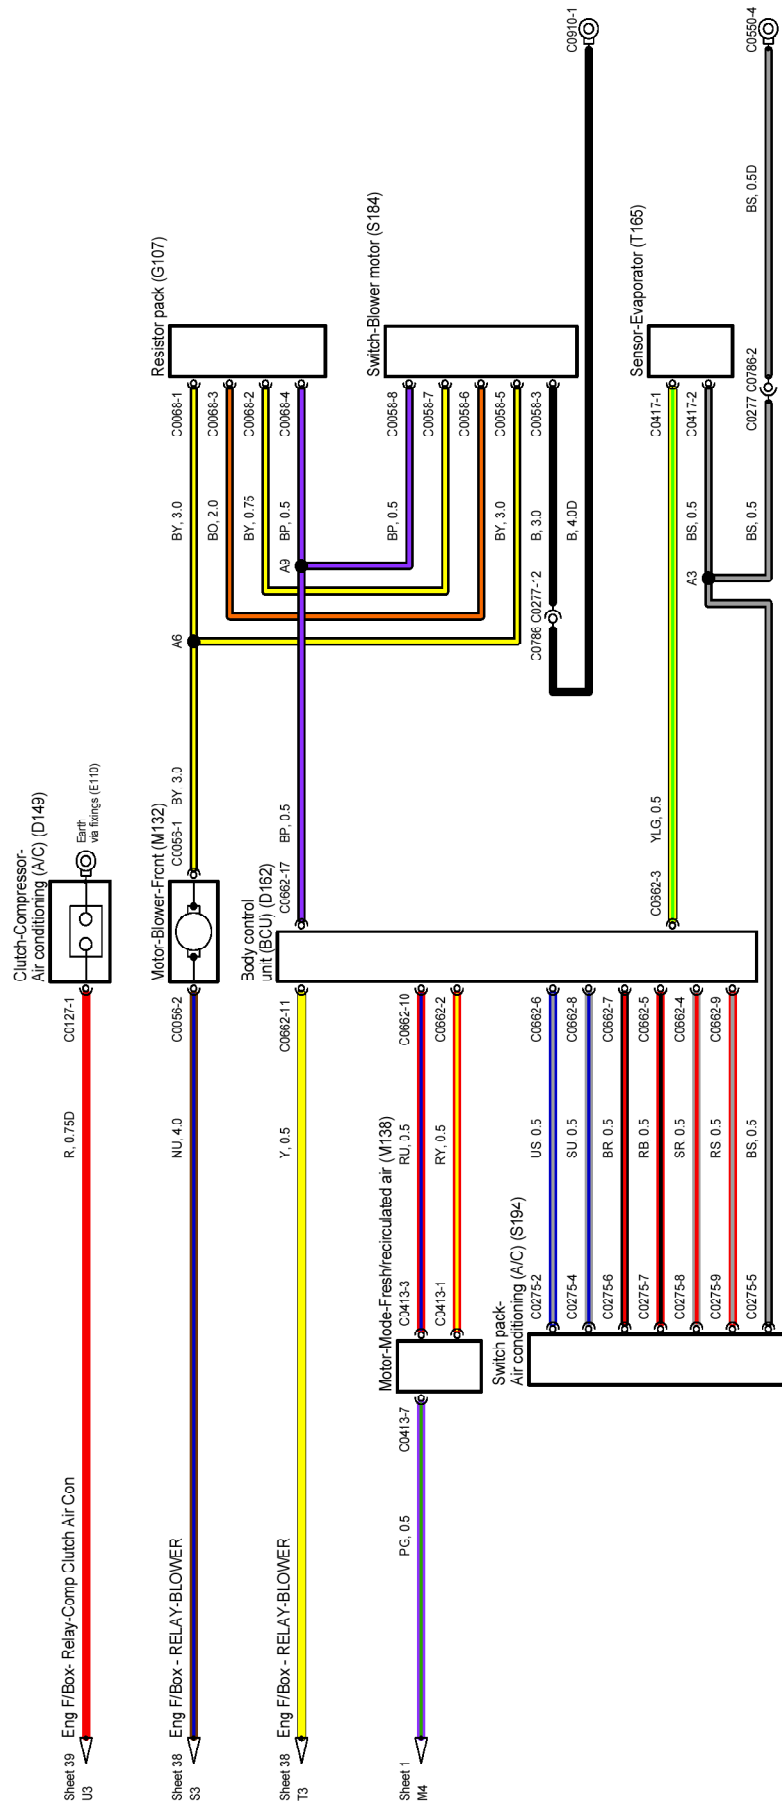 Sheet 39
U3
Eng F/Box- Relay-Comp Clutch Air Con
R, 0.75D
C0127-1
Clutch-Compressor-
Air conditioning (A/C) (D149)
Earth
via fixings (E110)
Sheet 38
S3
Eng F/Box - RELAY-BLOWER
NU, 4.0
C0056-2
Motor-Blower-Front (M132)
C0056-1
BY, 3.0
A6
BY, 3.0
C0068-1
Resistor pack (G107)
BO, 2.0
C0068-3
BY, 0.75
C0068-2
BP, 0.5
C0068-4
A9
Sheet 38
T3
Eng F/Box - RELAY-BLOWER
Y, 0.5
C0662-11
Body control
unit (BCU) (D162)
C0662-17
BP, 0.5
Switch-Blower motor (S184)
BP, 0.5
C0058-8
C0058-7
C0058-6
BY, 3.0
C0058-5
B, 3.0
C0058-3
C0786 C0277-12
B, 4.0D
C0910-1
Sheet 1
M4
PG, 0.5
C0413-7
Motor-Mode-Fresh/recirculated air (M138)
C0413-3
RU, 0.5
C0662-10
C0413-1
RY, 0.5
C0662-2
Switch pack-
Air conditioning (A/C) (S194)
C0275-2
US 0.5
C0662-6
C0275-4
SU 0.5
C0662-8
C0275-6
BR 0.5
C0662-7
C0275-7
RB 0.5
C0662-5
C0275-8
SR 0.5
C0662-4
C0275-9
RS 0.5
C0662-9
C0275-5
BS, 0.5
C0662-3
YLG, 0.5
C0417-1
Sensor-Evaporator (T165)
A3
BS, 0.5
C0417-2
BS, 0.5
C0277 C0786-2
BS, 0.5D
C0550-4